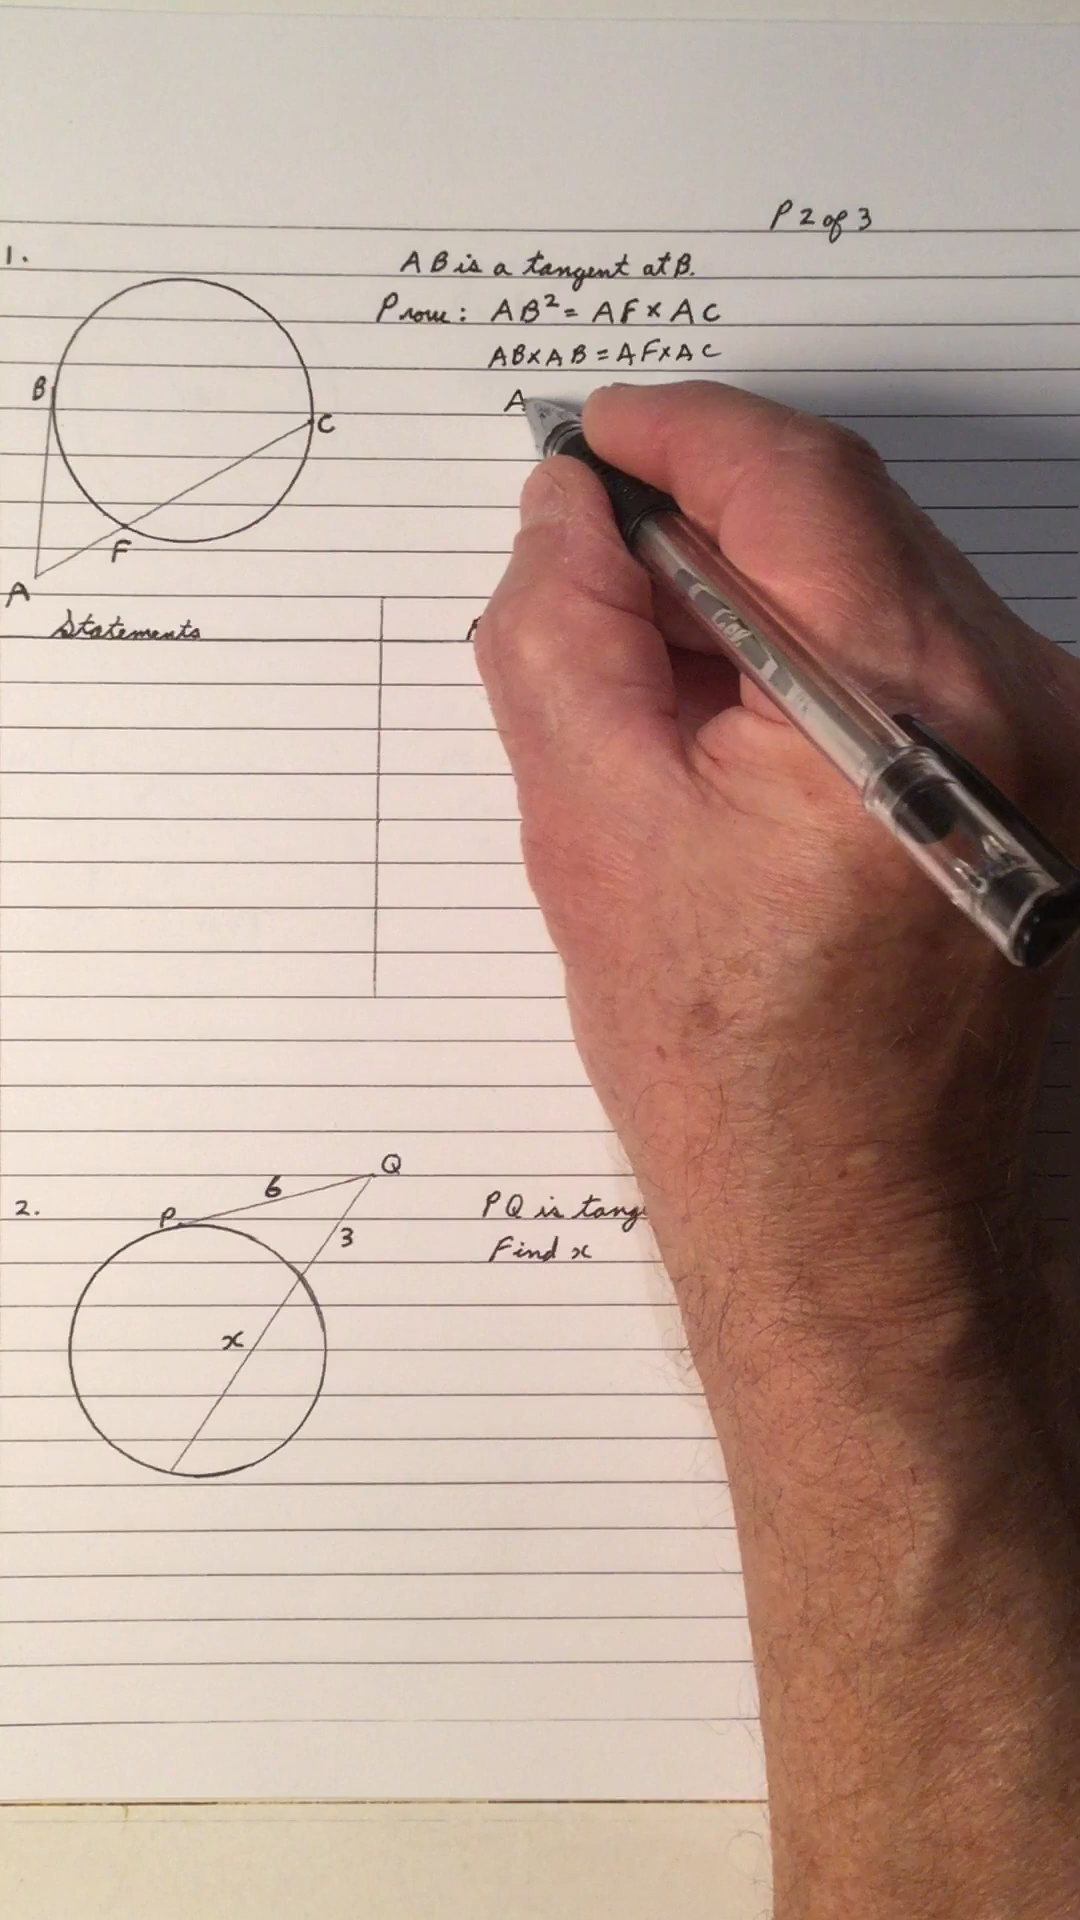 P 2 of 3
1.
AB is a tangent at B.
Prove: AB² = AF × AC
AB×AB = AF×AC
A
B
C
F
A
Statements
Q
6
2.
P
PQ is
3
Find x
x